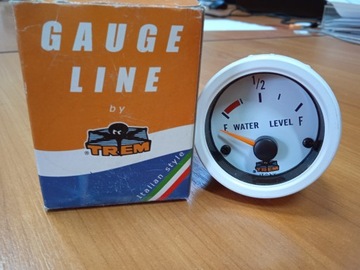 GAUGE
LINE
by
TREM
italian style
1/2
E WATER LEVEL F
TREM